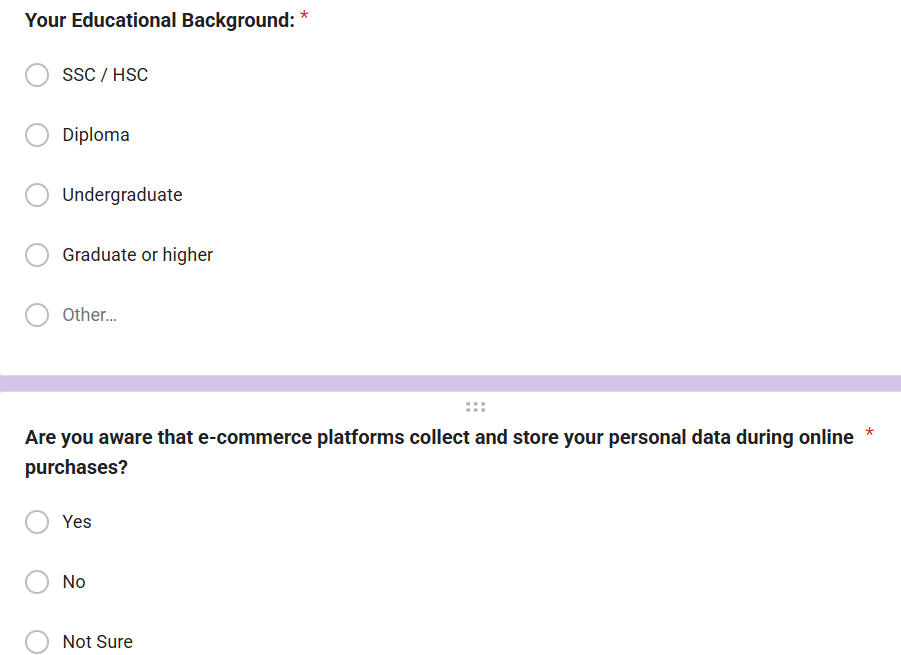 Your Educational Background: *
SSC / HSC
Diploma
Undergraduate
Graduate or higher
Other...
Are you aware that e-commerce platforms collect and store your personal data during online *
purchases?
Yes
No
Not Sure